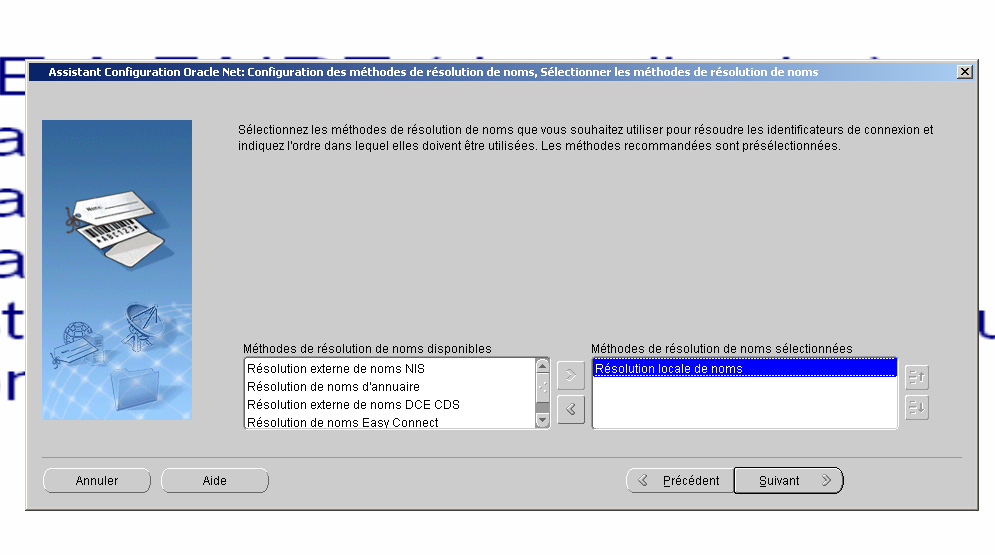 Assistant Configuration Oracle Net: Configuration des méthodes de résolution de noms, Sélectionner les méthodes de résolution de noms
Sélectionnez les méthodes de résolution de noms que vous souhaitez utiliser pour résoudre les identificateurs de connexion et
indiquez l'ordre dans lequel elles doivent être utilisées. Les méthodes recommandées sont présélectionnées.
Name:
ABC123A
Méthodes de résolution de noms disponibles
Résolution externe de noms NIS
Résolution de noms d'annuaire
Résolution externe de noms DCE CDS
Résolution de noms Easy Connect
Méthodes de résolution de noms sélectionnées
Résolution locale de noms
Annuler
Aide
Précédent
Suivant